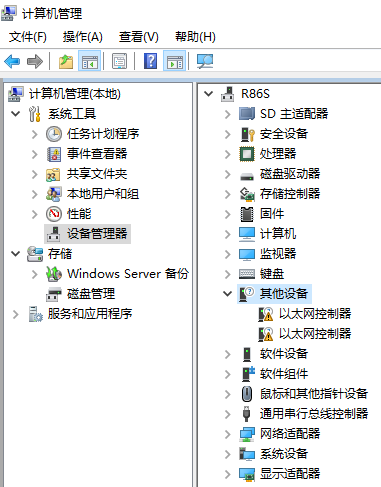 计算机管理
文件(F) 操作(A) 查看(V) 帮助(H)
计算机管理(本地)
系统工具
任务计划程序
事件查看器
共享文件夹
本地用户和组
性能
设备管理器
存储
Windows Server 备份
磁盘管理
服务和应用程序
R86S
SD 主适配器
安全设备
处理器
磁盘驱动器
存储控制器
固件
计算机
监视器
键盘
其他设备
以太网控制器
以太网控制器
软件设备
软件组件
鼠标和其他指针设备
通用串行总线控制器
网络适配器
系统设备
显示适配器